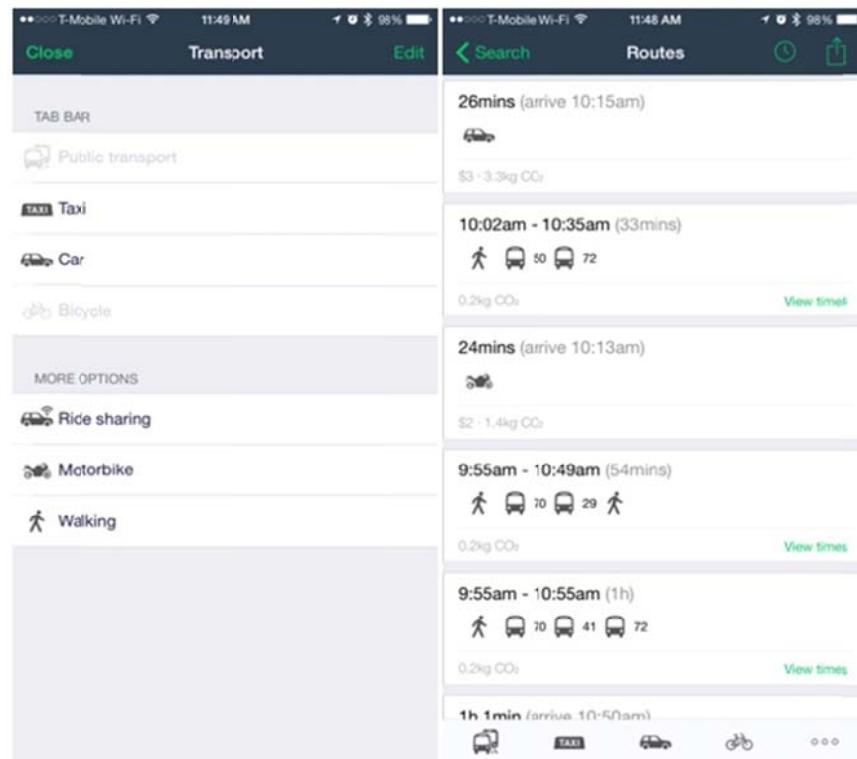 T-Mobile Wi-Fi 11:49 AM 98%
Close Transport Edit
TAB BAR
Public transport
TAXI Taxi
Car
Bicycle
MORE OPTIONS
Ride sharing
Motorbike
Walking
T-Mobile Wi-Fi 11:48 AM 98%
Search Routes
26mins (arrive 10:15am)
$3 · 3.3kg CO₂
10:02am - 10:35am (33mins)
50 72
0.2kg CO₂ View times
24mins (arrive 10:13am)
$2 · 1.4kg CO₂
9:55am - 10:49am (54mins)
70 29
0.2kg CO₂ View times
9:55am - 10:55am (1h)
70 41 72
0.2kg CO₂ View times
1h 1min (arrive 10:50am)
TAXI